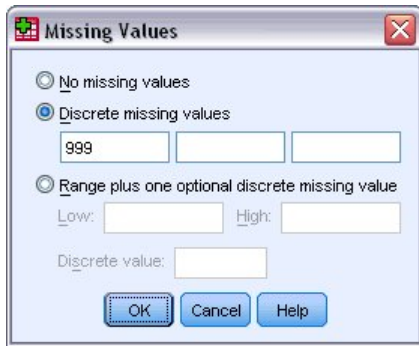 Missing Values
No missing values
Discrete missing values
999
Range plus one optional discrete missing value
Low: High:
Discrete value:
OK Cancel Help